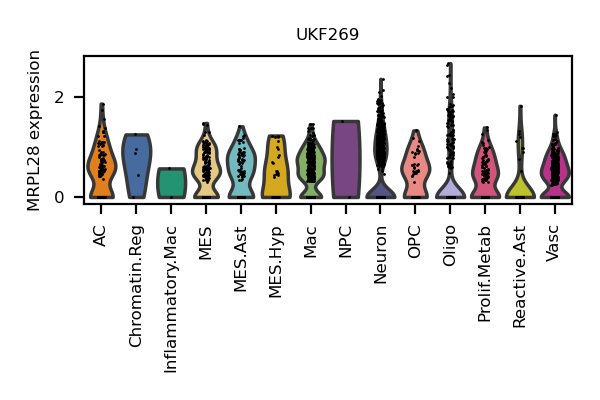 UKF269
MRPL28 expression
2
0
AC
Chromatin.Reg
Inflammatory.Mac
MES
MES.Ast
MES.Hyp
Mac
NPC
Neuron
OPC
Oligo
Prolif.Metab
Reactive.Ast
Vasc